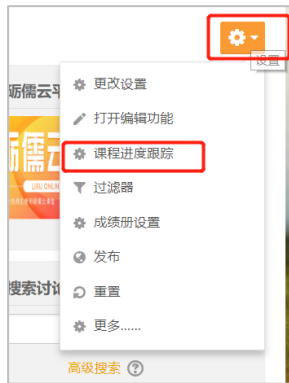 设置
更改设置
砺儒云平
打开编辑功能
课程进度跟踪
过滤器
成绩册设置
发布
搜索讨论
重置
更多……
高级搜索